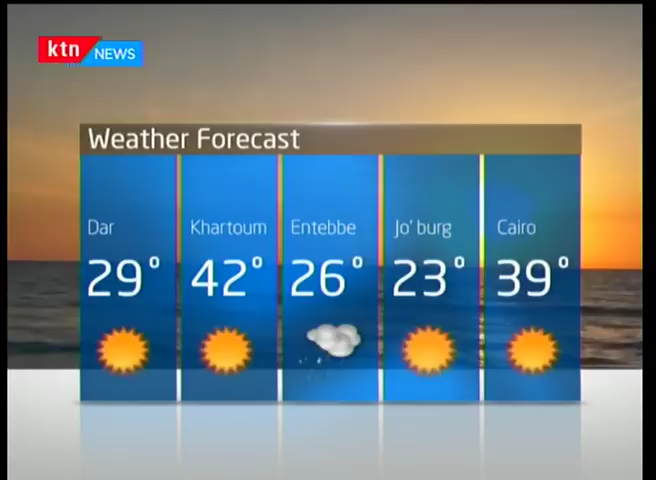 ktn NEWS
Weather Forecast
Dar
29°
Khartoum
42°
Entebbe
26°
Jo' burg
23°
Cairo
39°